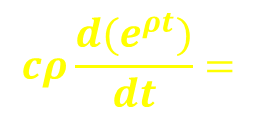 cρ d(e^{ρt})/dt =